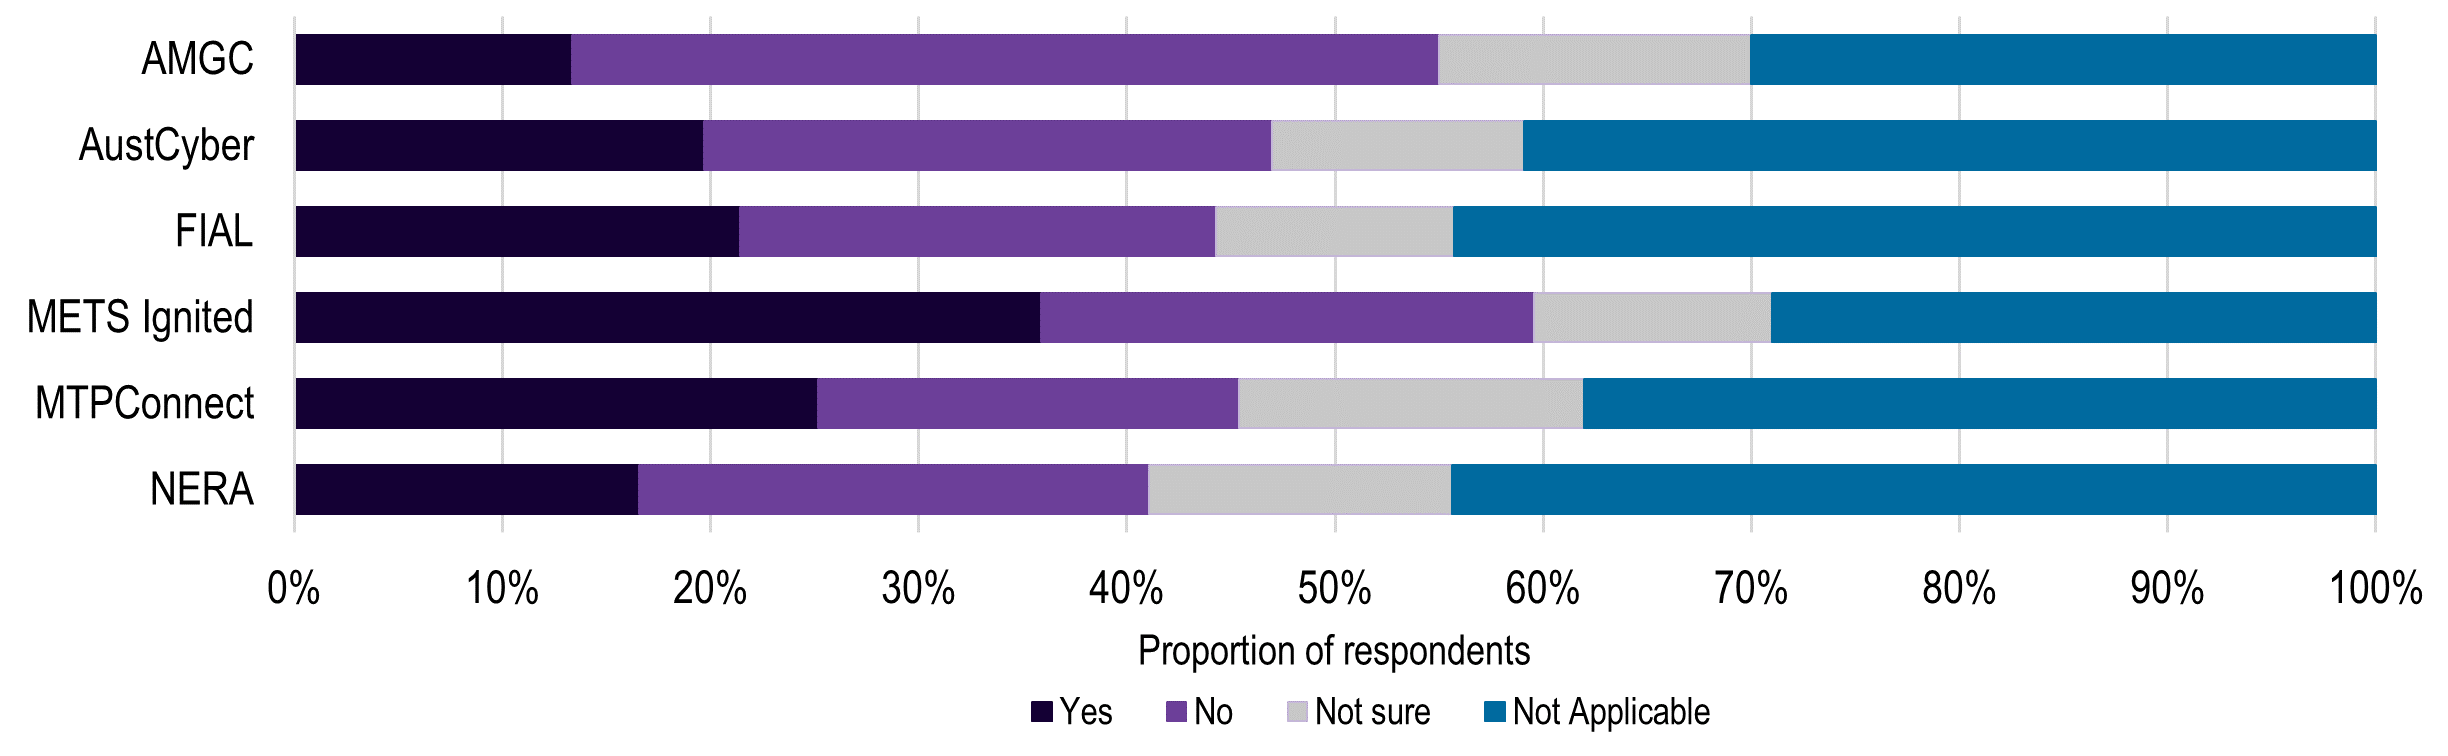 AMGC
AustCyber
FIAL
METS Ignited
MTPConnect
NERA
0% 10% 20% 30% 40% 50% 60% 70% 80% 90% 100%
Proportion of respondents
Yes No Not sure Not Applicable